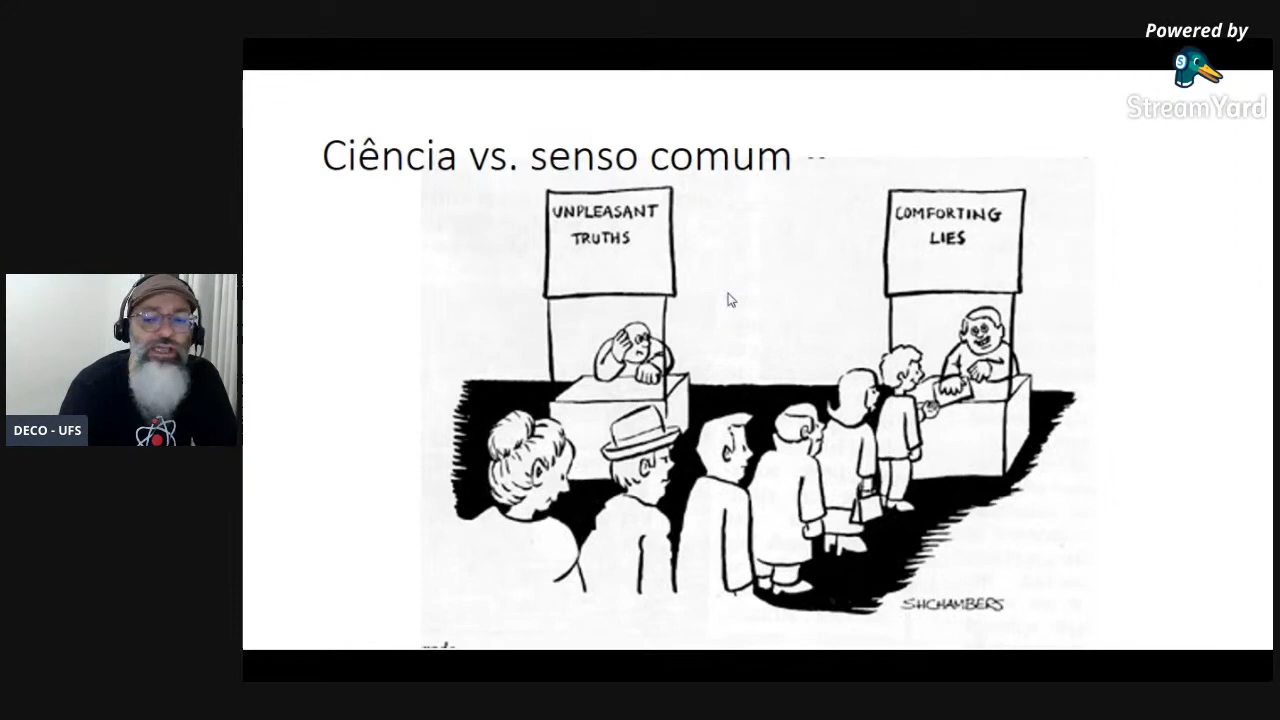 Powered by
StreamYard
Ciência vs. senso comum
UNPLEASANT
TRUTHS
COMFORTING
LIES
DECO - UFS
SHCHAMBERS